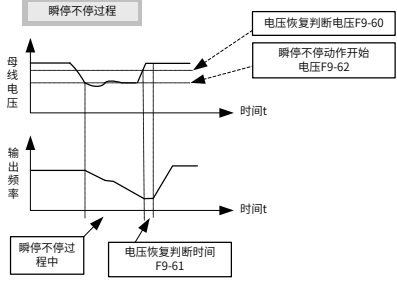 瞬停不停过程
电压恢复判断电压F9-60
瞬停不停动作开始
电压F9-62
母线电压
时间t
输出频率
时间t
瞬停不停过
程中
电压恢复判断时间
F9-61